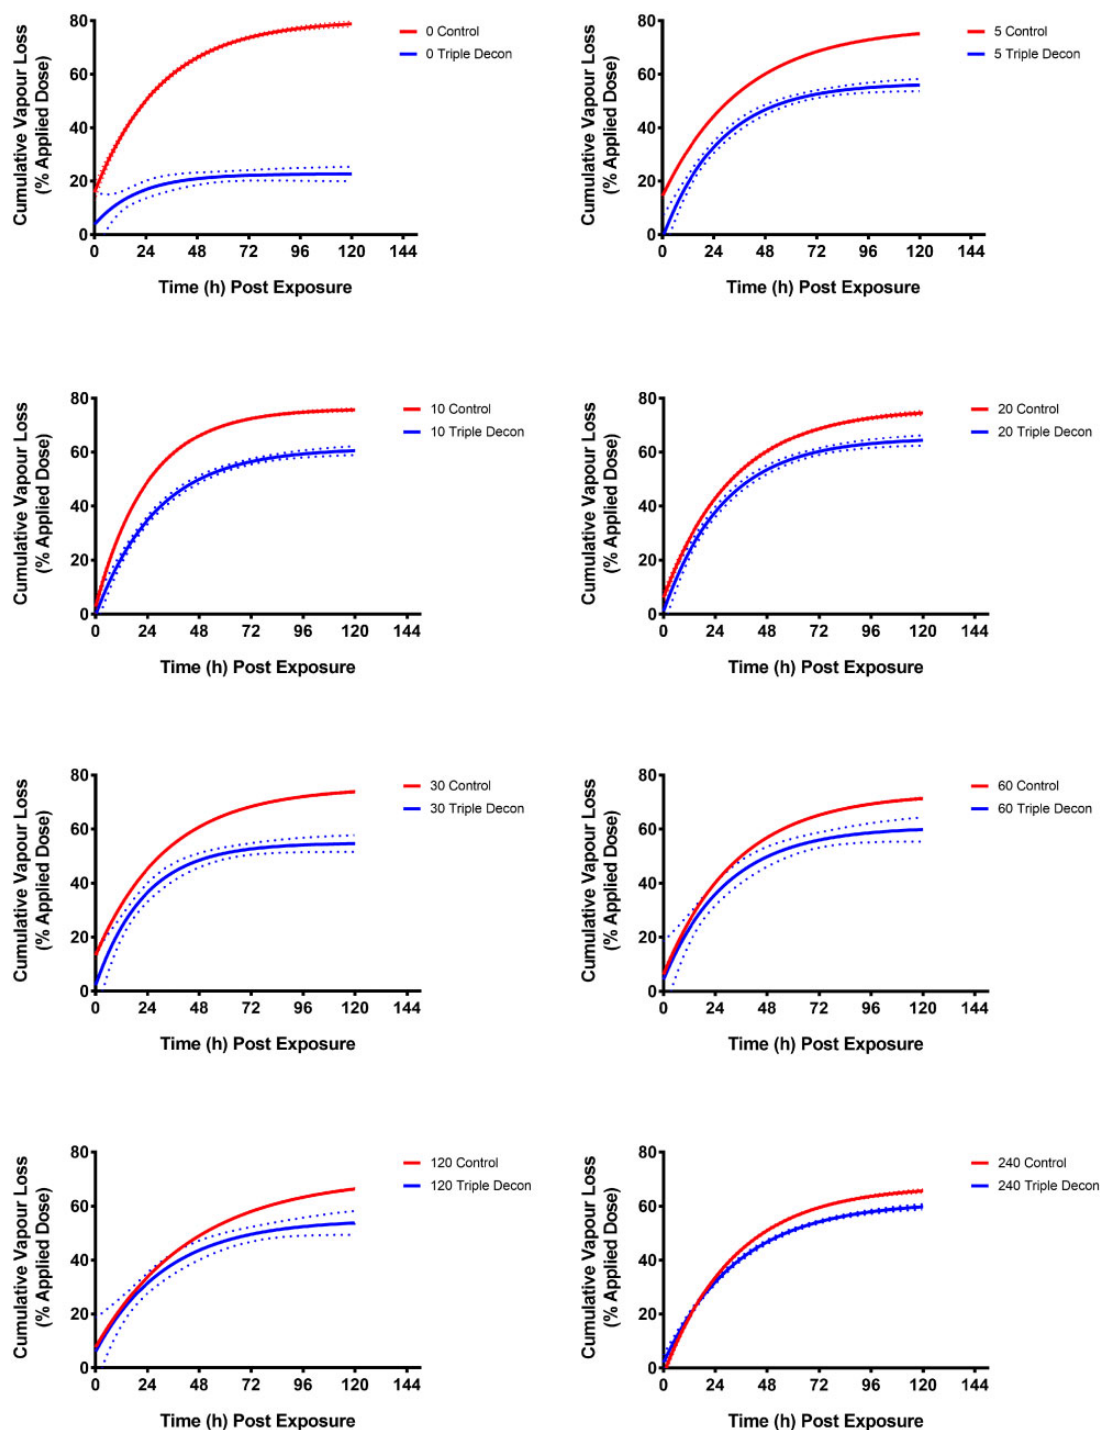 80
60
40
20
0
Cumulative Vapour Loss
(% Applied Dose)
0 24 48 72 96 120 144
Time (h) Post Exposure
0 Control
0 Triple Decon
80
60
40
20
0
Cumulative Vapour Loss
(% Applied Dose)
0 24 48 72 96 120 144
Time (h) Post Exposure
5 Control
5 Triple Decon
80
60
40
20
0
Cumulative Vapour Loss
(% Applied Dose)
0 24 48 72 96 120 144
Time (h) Post Exposure
10 Control
10 Triple Decon
80
60
40
20
0
Cumulative Vapour Loss
(% Applied Dose)
0 24 48 72 96 120 144
Time (h) Post Exposure
20 Control
20 Triple Decon
80
60
40
20
0
Cumulative Vapour Loss
(% Applied Dose)
0 24 48 72 96 120 144
Time (h) Post Exposure
30 Control
30 Triple Decon
80
60
40
20
0
Cumulative Vapour Loss
(% Applied Dose)
0 24 48 72 96 120 144
Time (h) Post Exposure
60 Control
60 Triple Decon
80
60
40
20
0
Cumulative Vapour Loss
(% Applied Dose)
0 24 48 72 96 120 144
Time (h) Post Exposure
120 Control
120 Triple Decon
80
60
40
20
0
Cumulative Vapour Loss
(% Applied Dose)
0 24 48 72 96 120 144
Time (h) Post Exposure
240 Control
240 Triple Decon